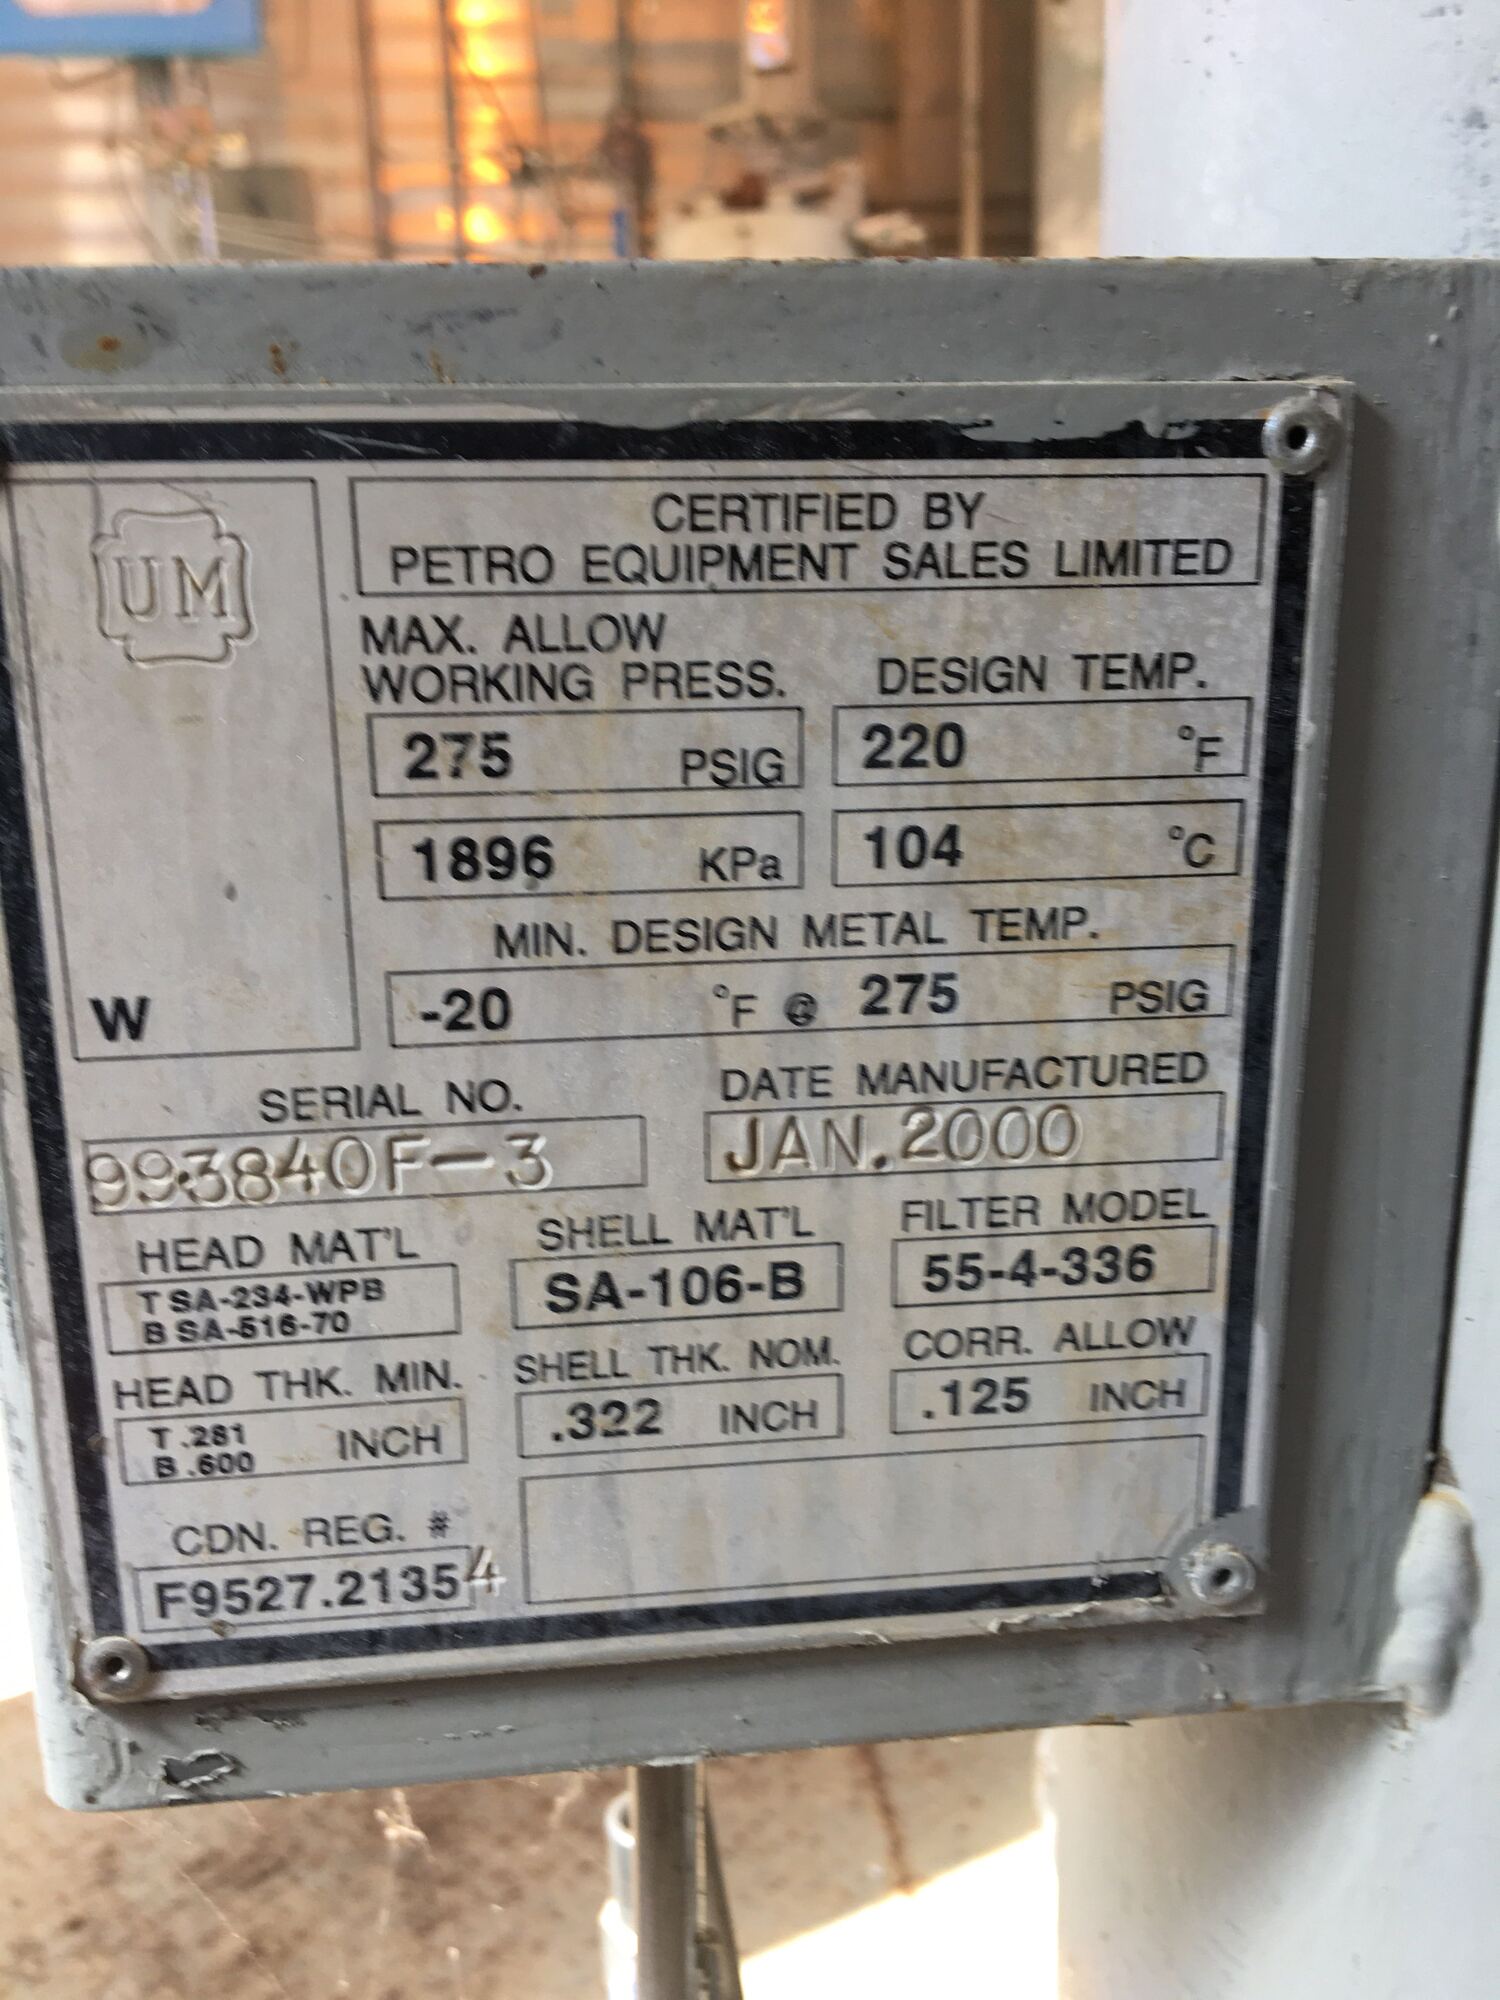 UM
W
CERTIFIED BY
PETRO EQUIPMENT SALES LIMITED
MAX. ALLOW
WORKING PRESS.
275 PSIG
1896 KPa
DESIGN TEMP.
220 °F
104 °C
MIN. DESIGN METAL TEMP.
-20 °F @ 275 PSIG
SERIAL NO.
993840F-3
DATE MANUFACTURED
JAN. 2000
HEAD MAT'L
T SA-234-WPB
B SA-516-70
SHELL MAT'L
SA-106-B
FILTER MODEL
55-4-336
HEAD THK. MIN.
T .281
B .600
INCH
SHELL THK. NOM.
.322 INCH
CORR. ALLOW
.125 INCH
CDN. REG. #
F9527.21354